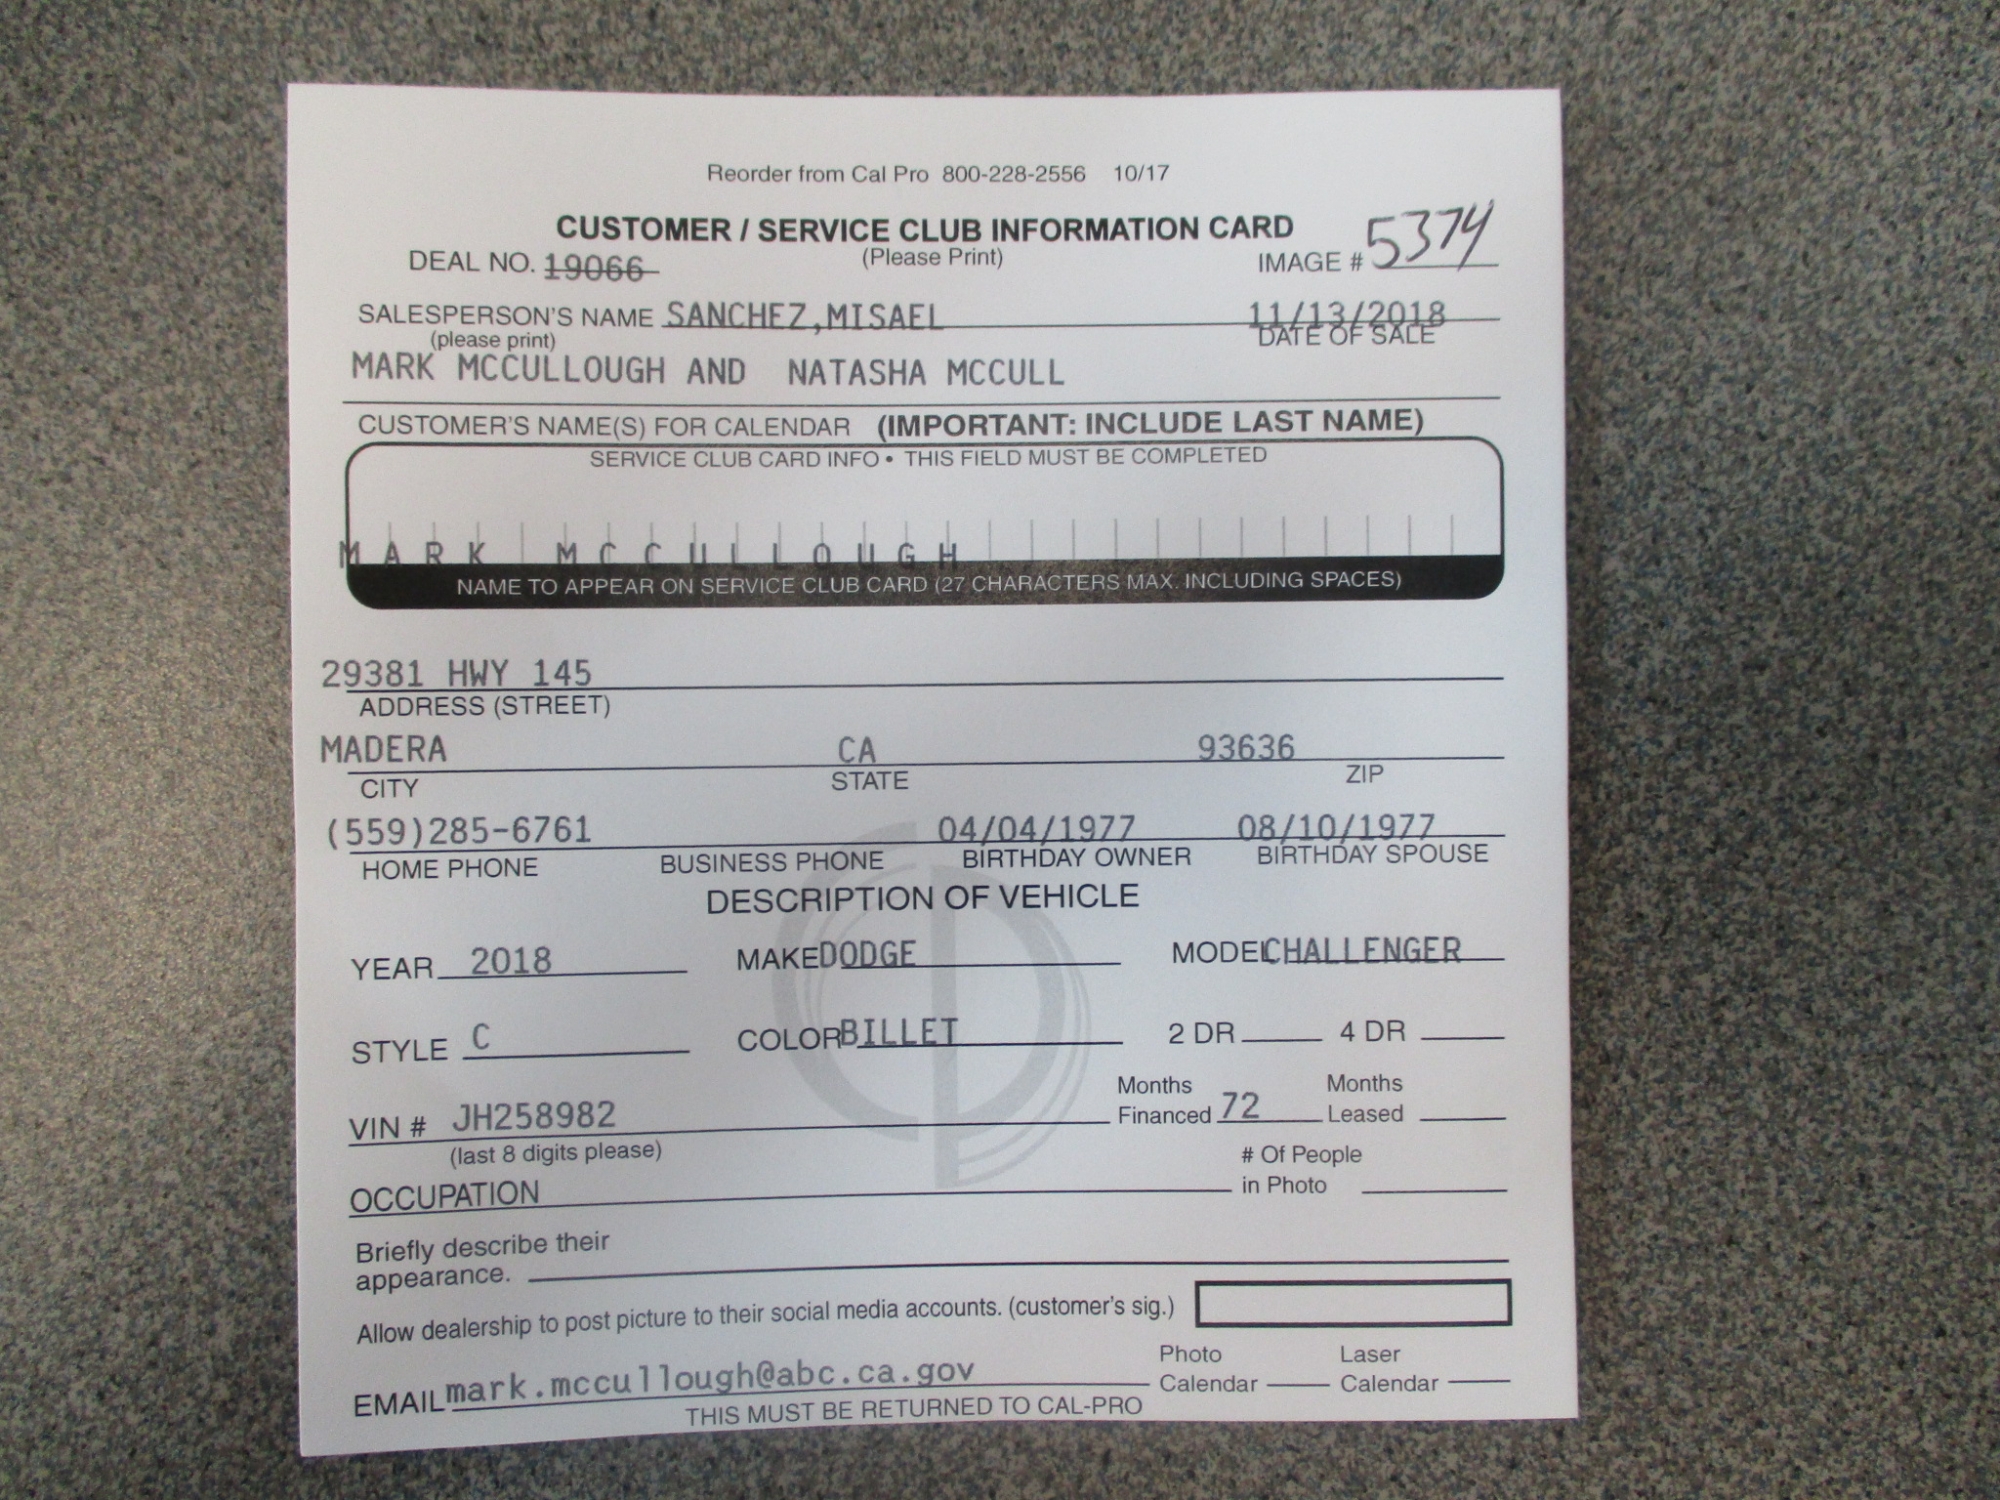 Reorder from Cal Pro 800-228-2556 10/17
CUSTOMER / SERVICE CLUB INFORMATION CARD
DEAL NO. 19066 (Please Print) IMAGE # 5374
SALESPERSON'S NAME SANCHEZ,MISAEL 11/13/2018
(please print) DATE OF SALE
MARK MCCULLOUGH AND NATASHA MCCULL
CUSTOMER'S NAME(S) FOR CALENDAR (IMPORTANT: INCLUDE LAST NAME)
SERVICE CLUB CARD INFO • THIS FIELD MUST BE COMPLETED
MARK MCCULLOUGH
NAME TO APPEAR ON SERVICE CLUB CARD (27 CHARACTERS MAX. INCLUDING SPACES)
29381 HWY 145
ADDRESS (STREET)
MADERA CA 93636
CITY STATE ZIP
(559)285-6761 04/04/1977 08/10/1977
HOME PHONE BUSINESS PHONE BIRTHDAY OWNER BIRTHDAY SPOUSE
DESCRIPTION OF VEHICLE
YEAR 2018 MAKE DODGE MODEL CHALLENGER
STYLE C COLOR BILLET 2 DR 4 DR
Months Months
VIN # JH258982 Financed 72 Leased
(last 8 digits please) # Of People
OCCUPATION in Photo
Briefly describe their
appearance.
Allow dealership to post picture to their social media accounts. (customer's sig.)
Photo Laser
EMAIL mark.mccullough@abc.ca.gov Calendar Calendar
THIS MUST BE RETURNED TO CAL-PRO